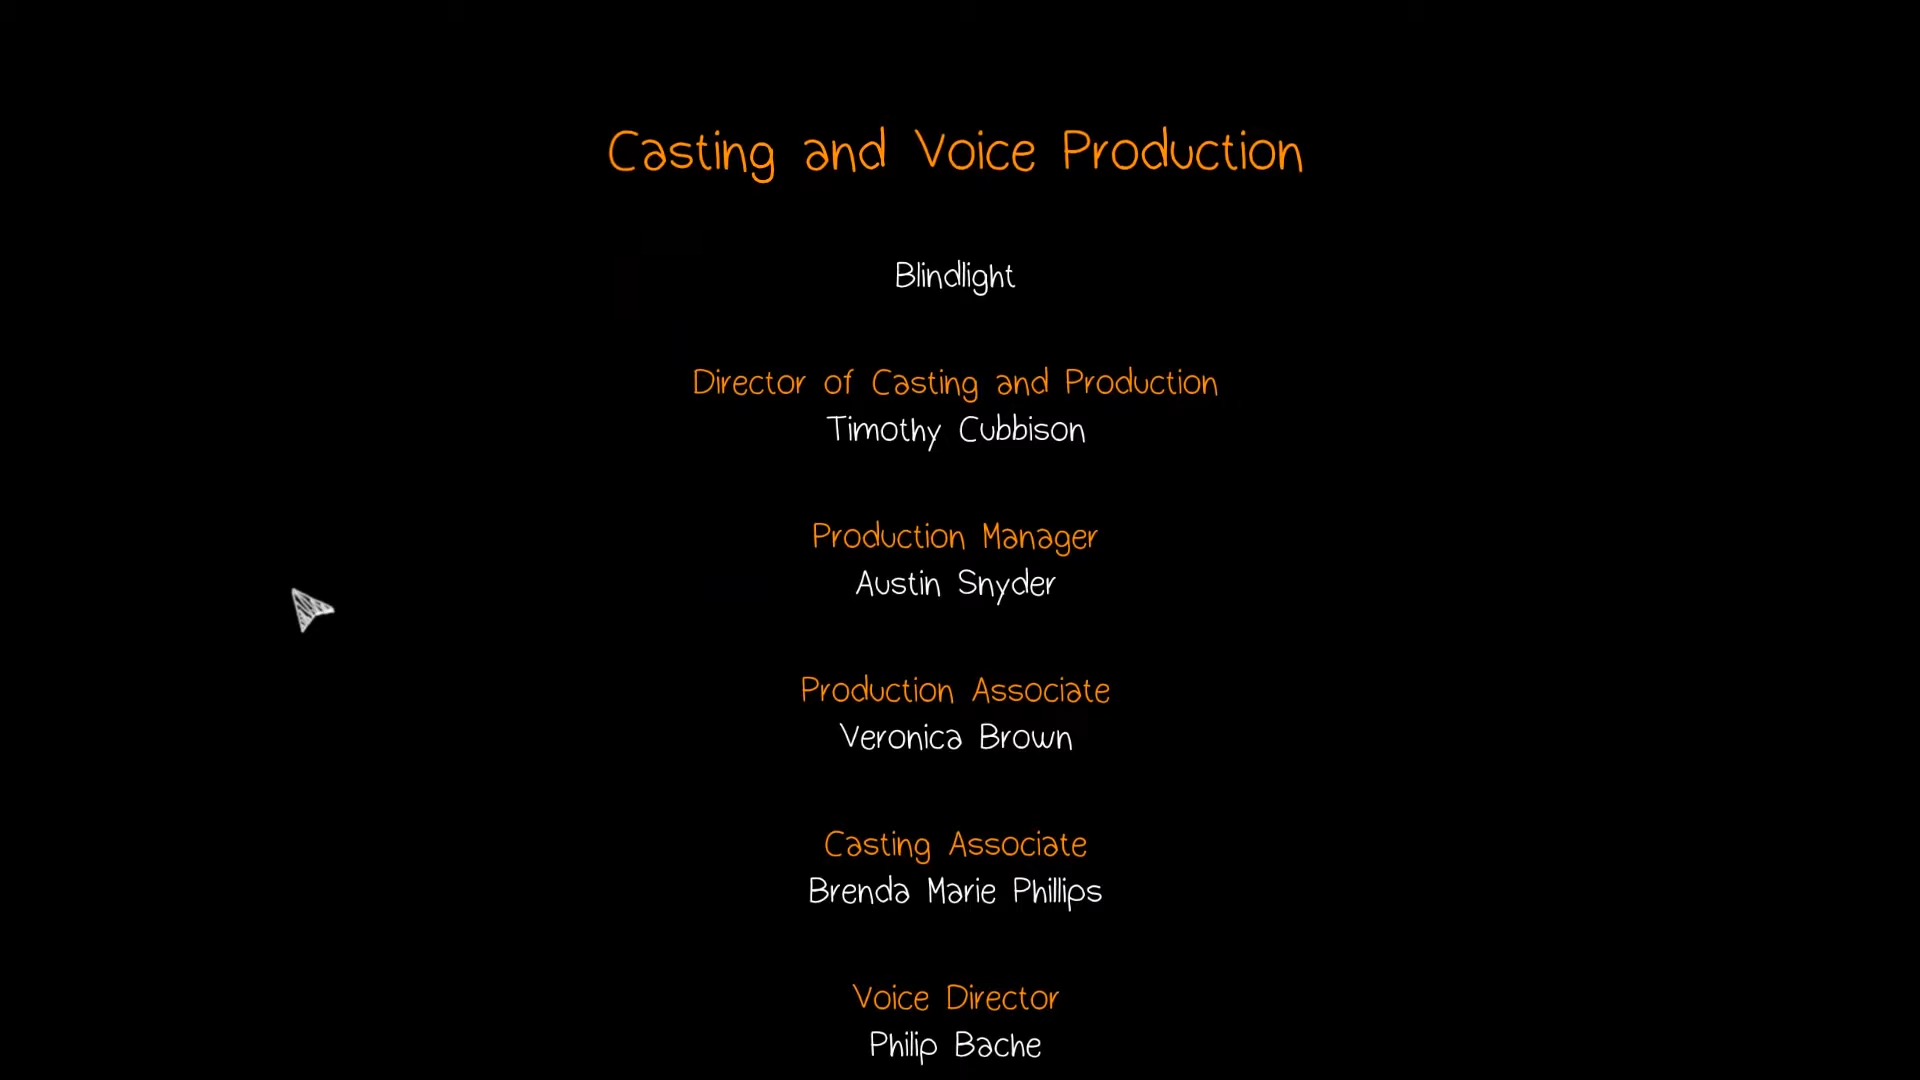 Casting and Voice Production
Blindlight
Director of Casting and Production
Timothy Cubbison
Production Manager
Austin Snyder
Production Associate
Veronica Brown
Casting Associate
Brenda Marie Phillips
Voice Director
Philip Bache